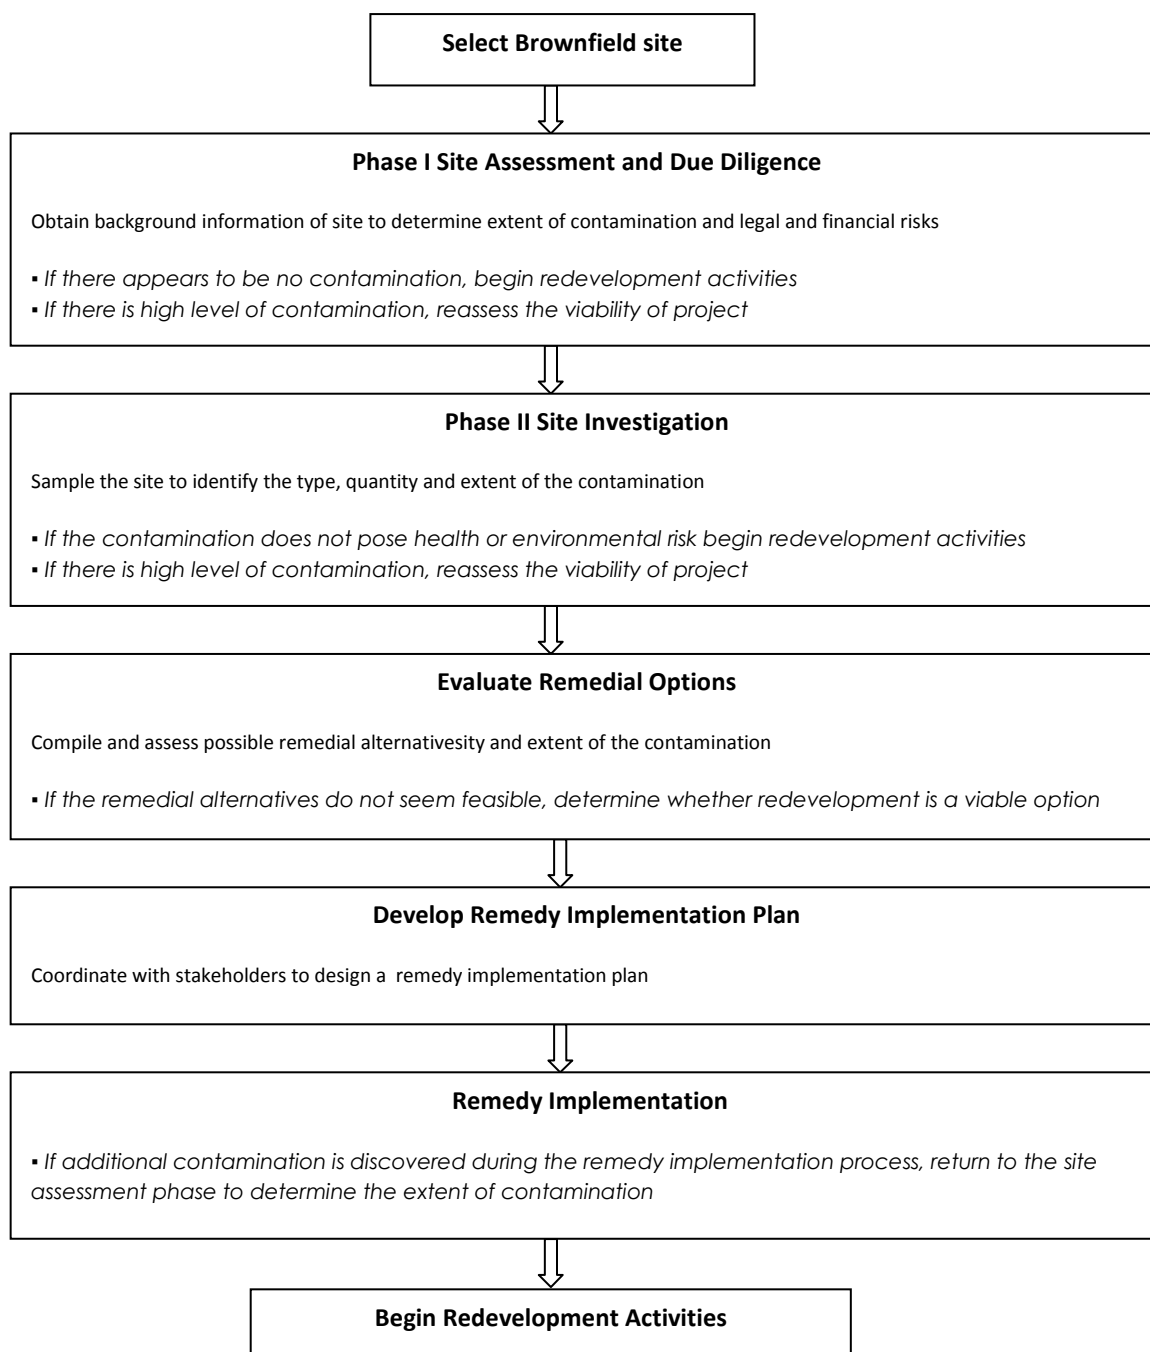 Select Brownfield site
Phase I Site Assessment and Due Diligence
Obtain background information of site to determine extent of contamination and legal and financial risks
▪ If there appears to be no contamination, begin redevelopment activities
▪ If there is high level of contamination, reassess the viability of project
Phase II Site Investigation
Sample the site to identify the type, quantity and extent of the contamination
▪ If the contamination does not pose health or environmental risk begin redevelopment activities
▪ If there is high level of contamination, reassess the viability of project
Evaluate Remedial Options
Compile and assess possible remedial alternativesity and extent of the contamination
▪ If the remedial alternatives do not seem feasible, determine whether redevelopment is a viable option
Develop Remedy Implementation Plan
Coordinate with stakeholders to design a remedy implementation plan
Remedy Implementation
▪ If additional contamination is discovered during the remedy implementation process, return to the site
assessment phase to determine the extent of contamination
Begin Redevelopment Activities